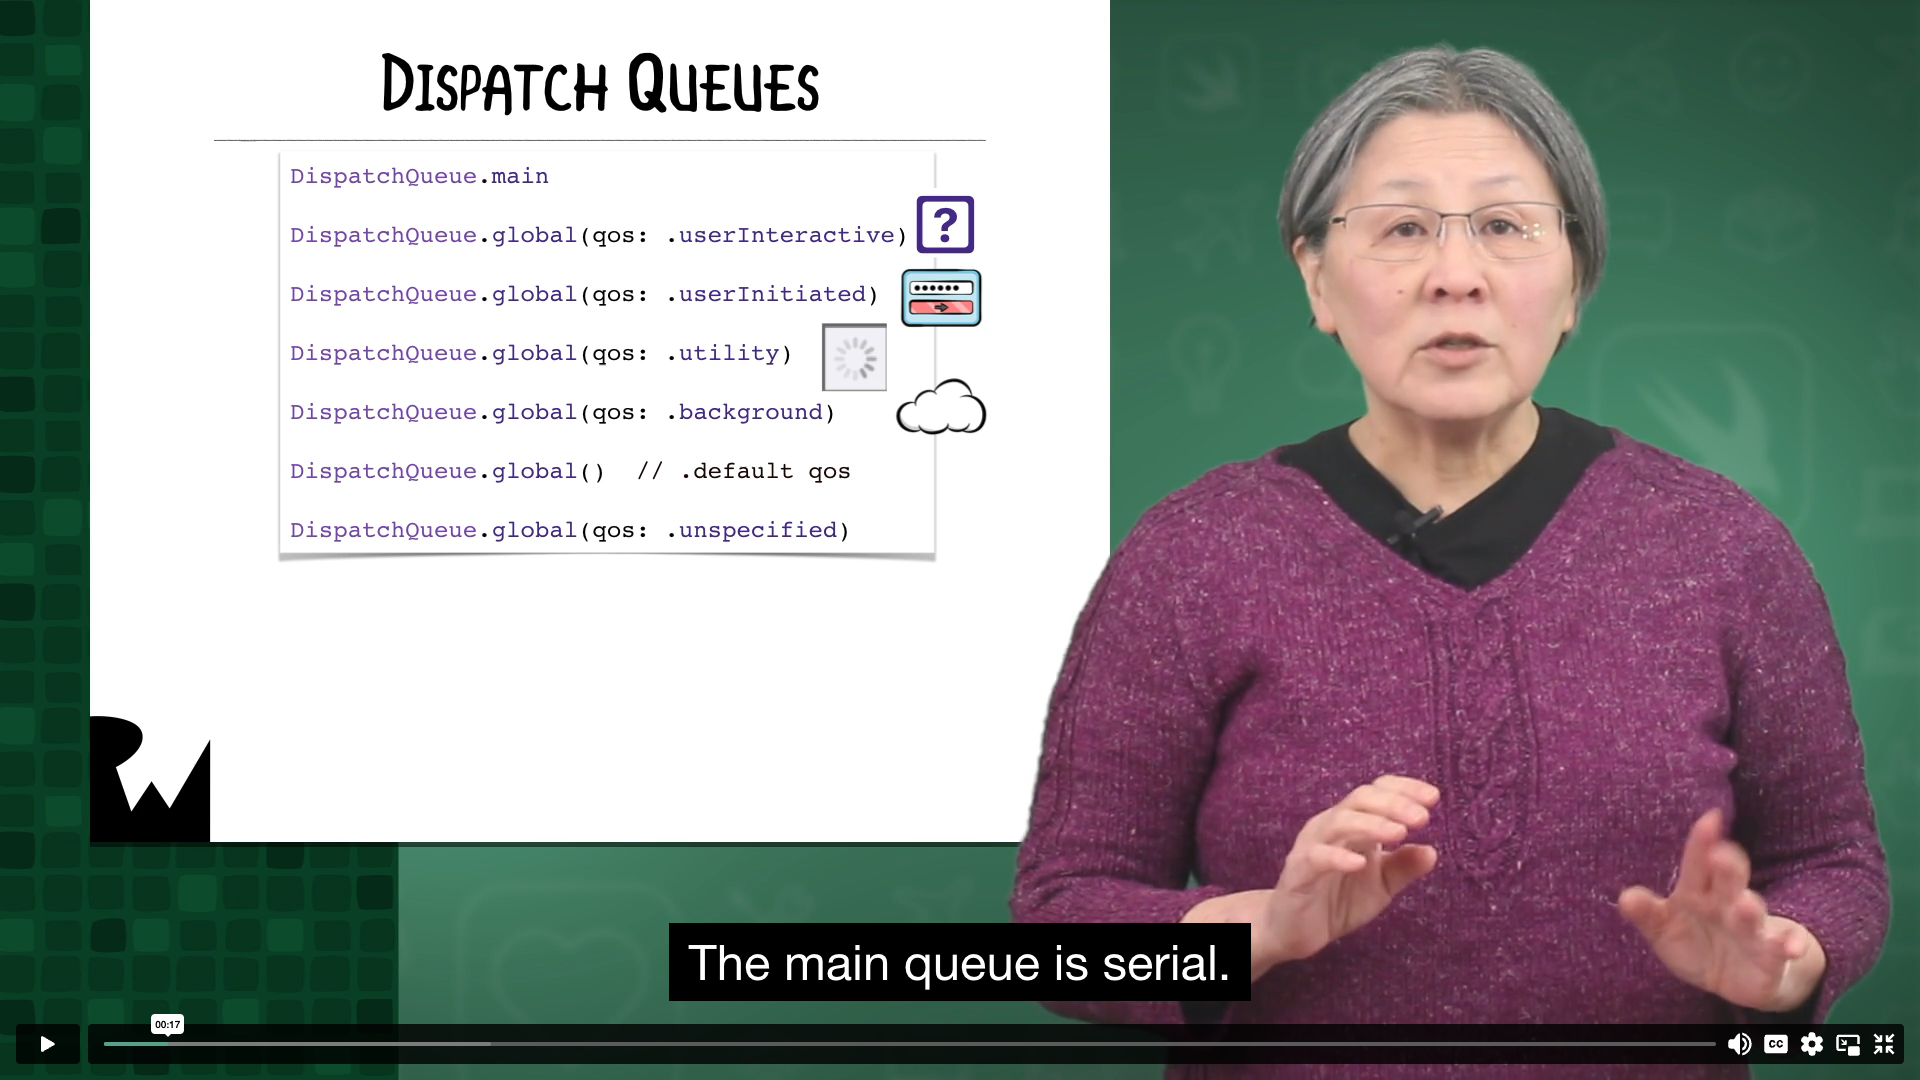 DISPATCH QUEUES
DispatchQueue.main
DispatchQueue.global(qos: .userInteractive)
?
DispatchQueue.global(qos: .userInitiated)
DispatchQueue.global(qos: .utility)
DispatchQueue.global(qos: .background)
DispatchQueue.global()  // .default qos
DispatchQueue.global(qos: .unspecified)
RW
The main queue is serial.
00:17
CC